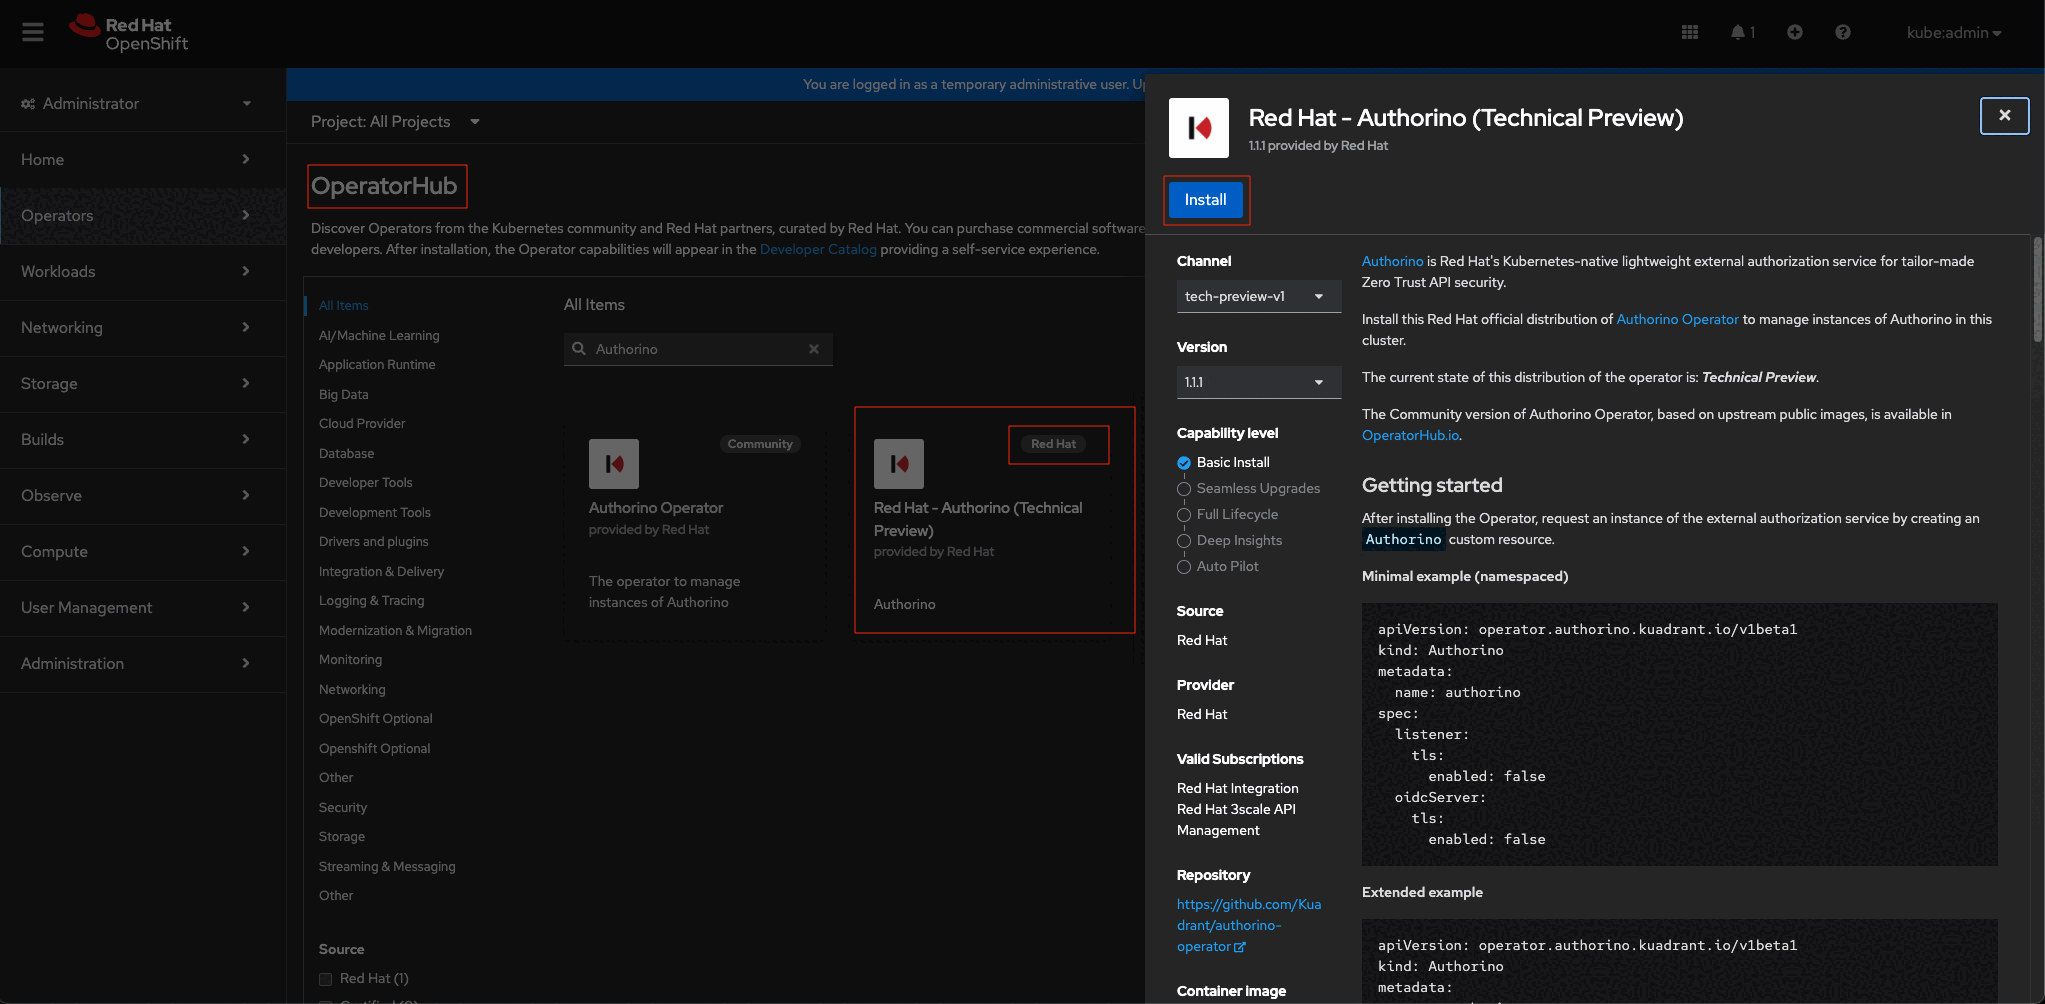 Red Hat
OpenShift
1
kube:admin
Administrator
Home
Operators
Workloads
Networking
Storage
Builds
Observe
Compute
User Management
Administration
You are logged in as a temporary administrative user.
Project: All Projects
OperatorHub
Discover Operators from the Kubernetes community and Red Hat partners, curated by Red Hat. You can purchase commercial software
developers. After installation, the Operator capabilities will appear in the Developer Catalog providing a self-service experience.
All Items
AI/Machine Learning
Application Runtime
Big Data
Cloud Provider
Database
Developer Tools
Development Tools
Drivers and plugins
Integration & Delivery
Logging & Tracing
Modernization & Migration
Monitoring
Networking
OpenShift Optional
Openshift Optional
Other
Security
Storage
Streaming & Messaging
Other
Source
Red Hat (1)
All Items
Authorino
Community
Authorino Operator
provided by Red Hat
The operator to manage
instances of Authorino
Red Hat
Red Hat - Authorino (Technical
Preview)
provided by Red Hat
Authorino
Red Hat - Authorino (Technical Preview)
1.1.1 provided by Red Hat
Install
Channel
tech-preview-v1
Version
1.1.1
Capability level
Basic Install
Seamless Upgrades
Full Lifecycle
Deep Insights
Auto Pilot
Source
Red Hat
Provider
Red Hat
Valid Subscriptions
Red Hat Integration
Red Hat 3scale API
Management
Repository
https://github.com/Kua
drant/authorino-
operator
Container image
Authorino is Red Hat's Kubernetes-native lightweight external authorization service for tailor-made
Zero Trust API security.
Install this Red Hat official distribution of Authorino Operator to manage instances of Authorino in this
cluster.
The current state of this distribution of the operator is: Technical Preview.
The Community version of Authorino Operator, based on upstream public images, is available in
OperatorHub.io.
Getting started
After installing the Operator, request an instance of the external authorization service by creating an
Authorino custom resource.
Minimal example (namespaced)
apiVersion: operator.authorino.kuadrant.io/v1beta1
kind: Authorino
metadata:
name: authorino
spec:
listener:
tls:
enabled: false
oidcServer:
tls:
enabled: false
Extended example
apiVersion: operator.authorino.kuadrant.io/v1beta1
kind: Authorino
metadata: